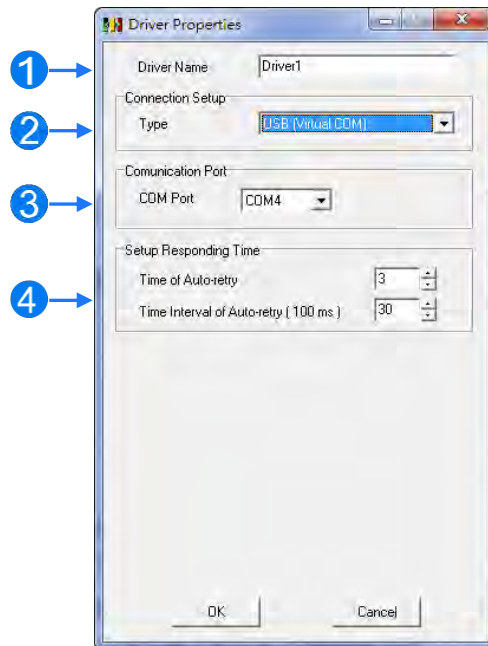 Driver Properties
1 Driver Name Driver1
Connection Setup
2 Type USB (Virtual COM)
Comunication Port
3 COM Port COM4
Setup Responding Time
Time of Auto-retry 3
4
Time Interval of Auto-retry ( 100 ms ) 30
OK Cancel